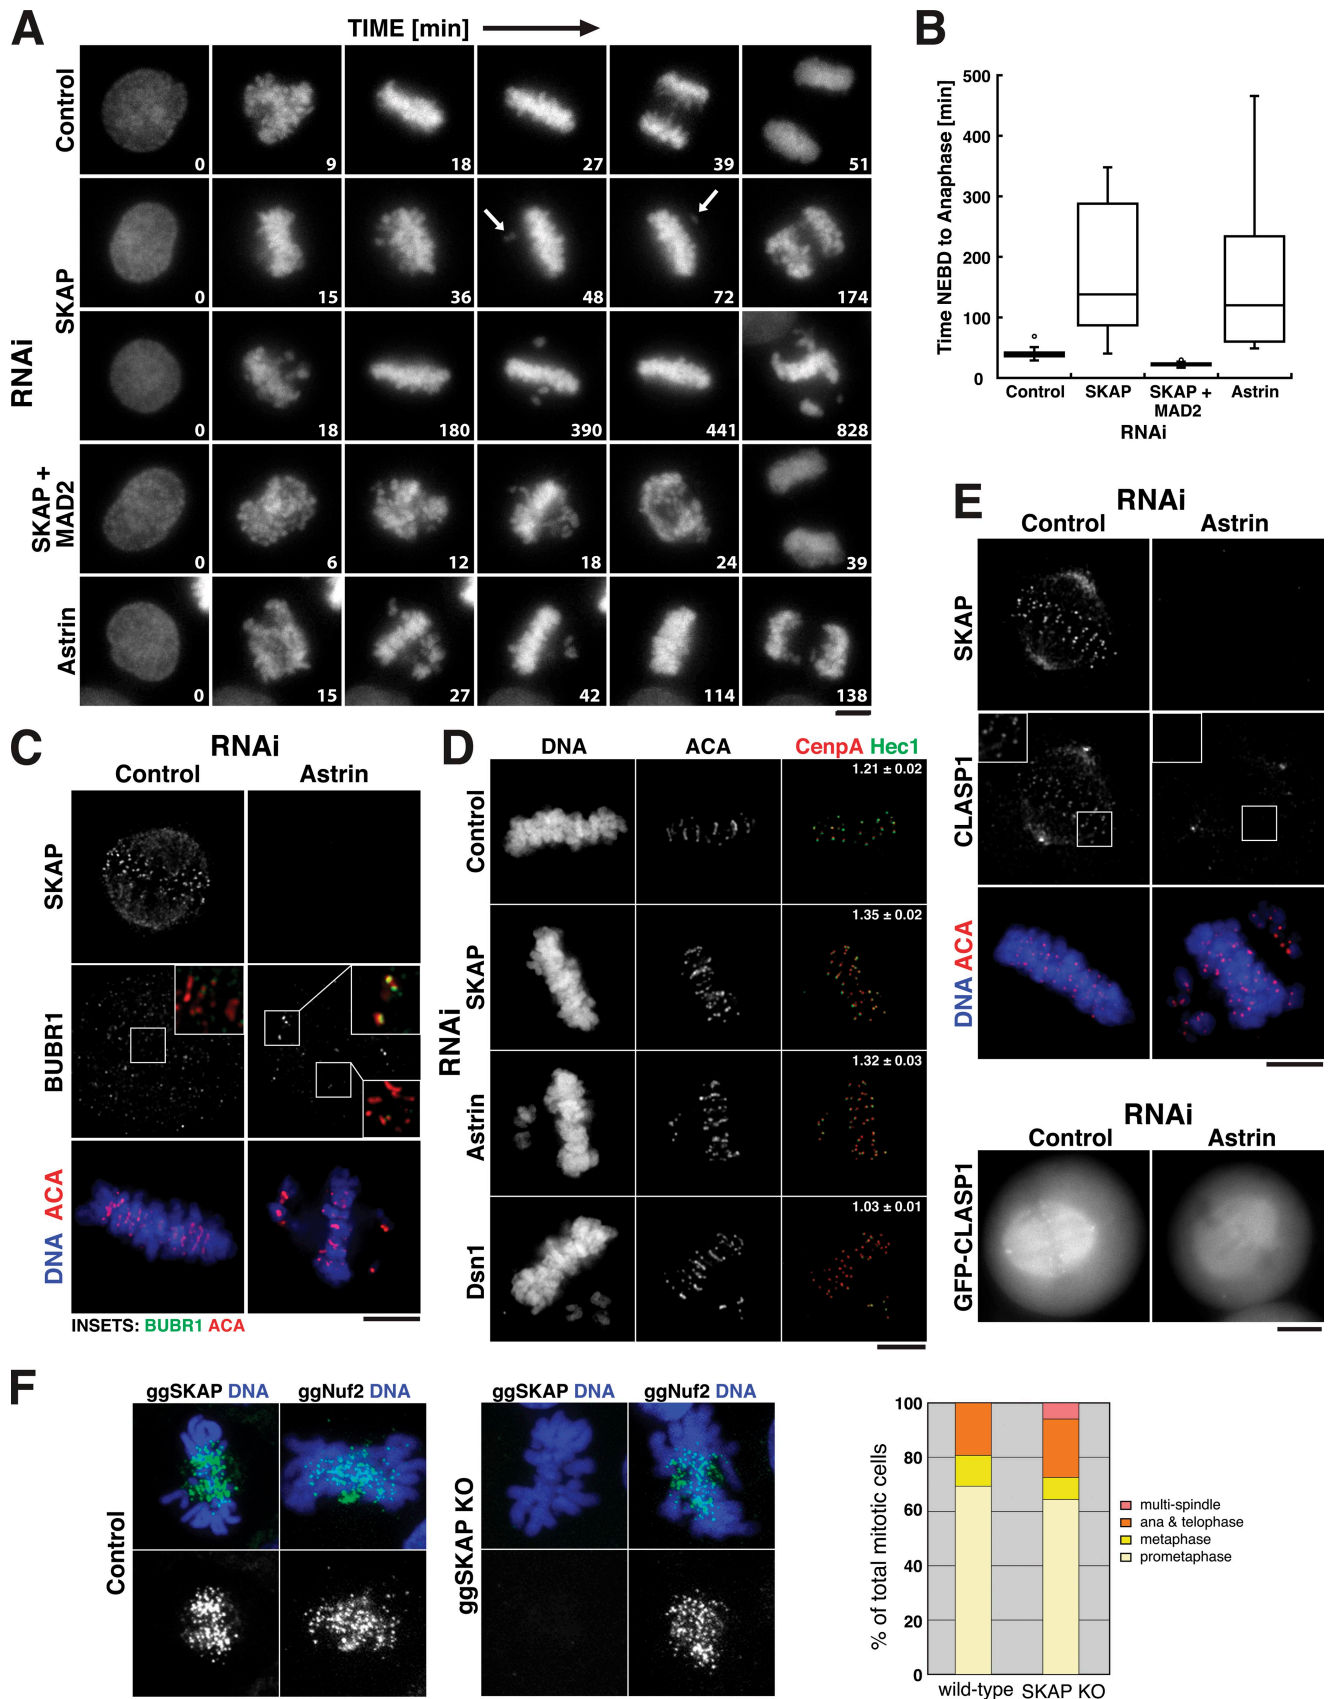 A
TIME [min]
Control
0 9 18 27 39 51
RNAi
SKAP
0 15 36 48 72 174
0 18 180 390 441 828
SKAP +
MAD2
0 6 12 18 24 39
Astrin
0 15 27 42 114 138
B
Time NEBD to Anaphase [min]
500
400
300
200
100
0
Control SKAP SKAP + Astrin
MAD2
RNAi
C
RNAi
Control Astrin
SKAP
BUBR1
DNA ACA
INSETS: BUBR1 ACA
D
DNA ACA CenpA Hec1
RNAi
Control
1.21 ± 0.02
SKAP
1.35 ± 0.02
Astrin
1.32 ± 0.03
Dsn1
1.03 ± 0.01
E
RNAi
Control Astrin
SKAP
CLASP1
DNA ACA
RNAi
Control Astrin
GFP-CLASP1
F
ggSKAP DNA ggNuf2 DNA
Control
ggSKAP DNA ggNuf2 DNA
ggSKAP KO
% of total mitotic cells
100
80
60
40
20
0
wild-type SKAP KO
multi-spindle
ana & telophase
metaphase
prometaphase